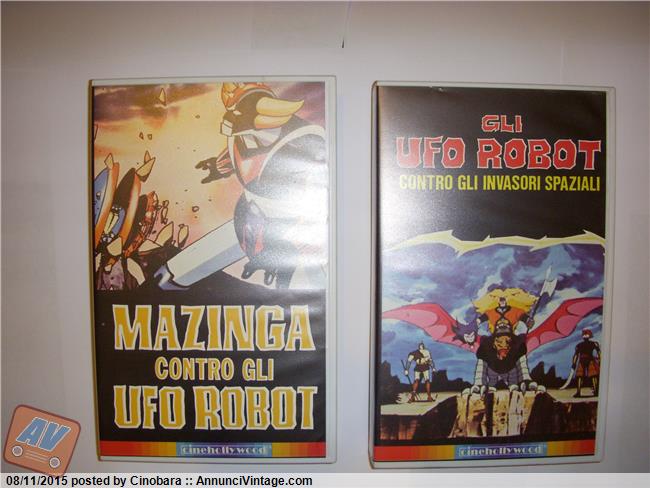 MAZINGA
CONTRO GLI
UFO ROBOT
cinehollywood
GLI
UFO ROBOT
CONTRO GLI INVASORI SPAZIALI
cinehollywood
AV
08/11/2015 posted by Cinobara :: AnnunciVintage.com